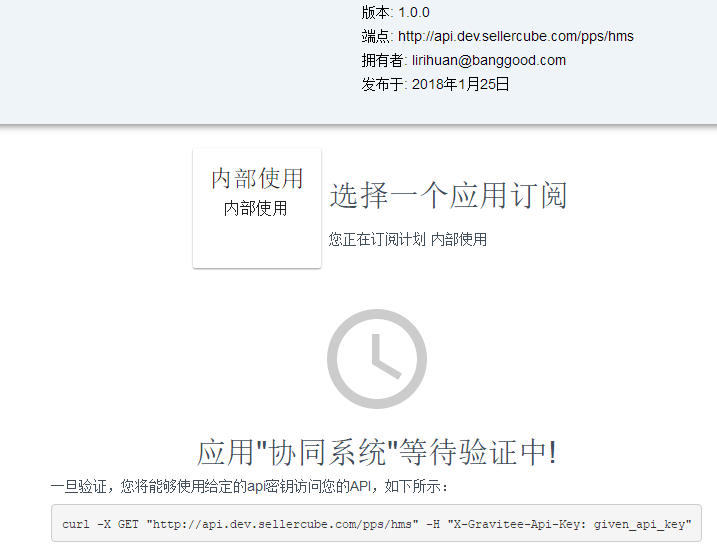 版本: 1.0.0
端点: http://api.dev.sellercube.com/pps/hms
拥有者: lirihuan@banggood.com
发布于: 2018年1月25日
内部使用
内部使用
选择一个应用订阅
您正在订阅计划 内部使用
应用"协同系统"等待验证中!
一旦验证，您将能够使用给定的api密钥访问您的API，如下所示：
curl -X GET "http://api.dev.sellercube.com/pps/hms" -H "X-Gravitee-Api-Key: given_api_key"